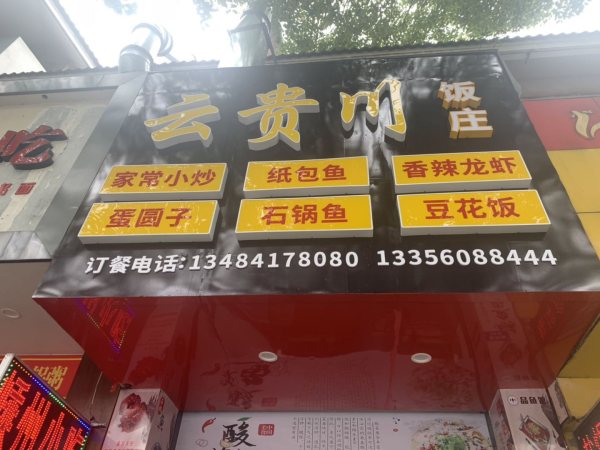 云贵川 饭庄
家常小炒 纸包鱼 香辣龙虾
蛋圆子 石锅鱼 豆花饭
订餐电话:13484178080 13356088444
酸